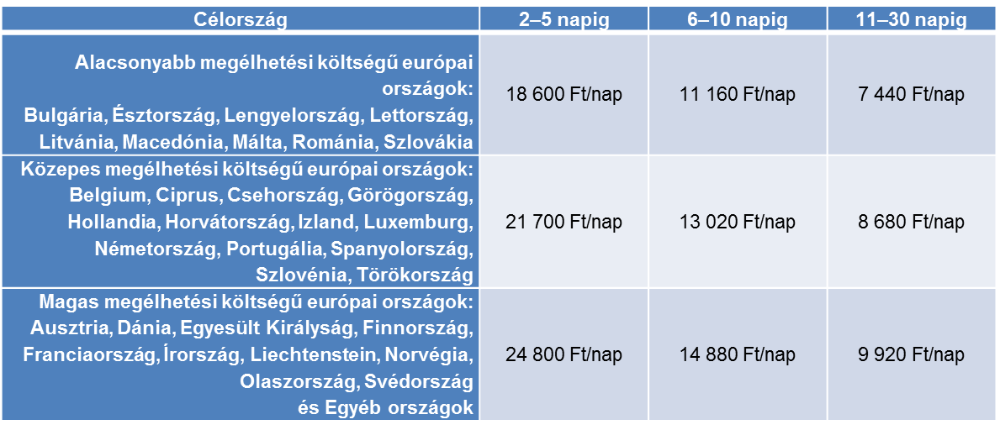 Célország 2–5 napig 6–10 napig 11–30 napig
Alacsonyabb megélhetési költségű európai
országok:
Bulgária, Észtország, Lengyelország, Lettország,
Litvánia, Macedónia, Málta, Románia, Szlovákia
18 600 Ft/nap 11 160 Ft/nap 7 440 Ft/nap
Közepes megélhetési költségű európai országok:
Belgium, Ciprus, Csehország, Görögország,
Hollandia, Horvátország, Izland, Luxemburg,
Németország, Portugália, Spanyolország,
Szlovénia, Törökország
21 700 Ft/nap 13 020 Ft/nap 8 680 Ft/nap
Magas megélhetési költségű európai országok:
Ausztria, Dánia, Egyesült Királyság, Finnország,
Franciaország, Írország, Liechtenstein, Norvégia,
Olaszország, Svédország
és Egyéb országok
24 800 Ft/nap 14 880 Ft/nap 9 920 Ft/nap